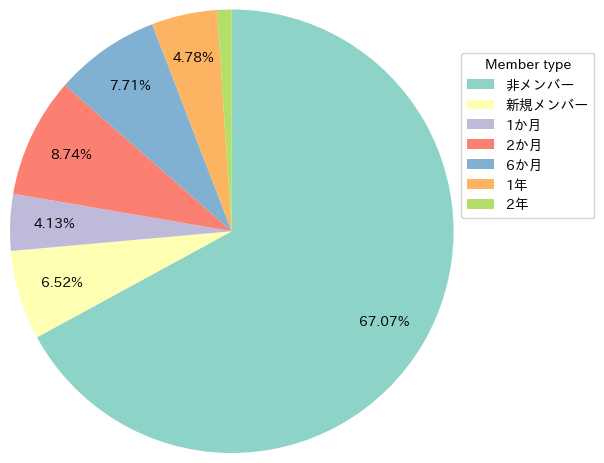 4.78%
7.71%
8.74%
4.13%
6.52%
67.07%
Member type
非メンバー
新規メンバー
1か月
2か月
6か月
1年
2年